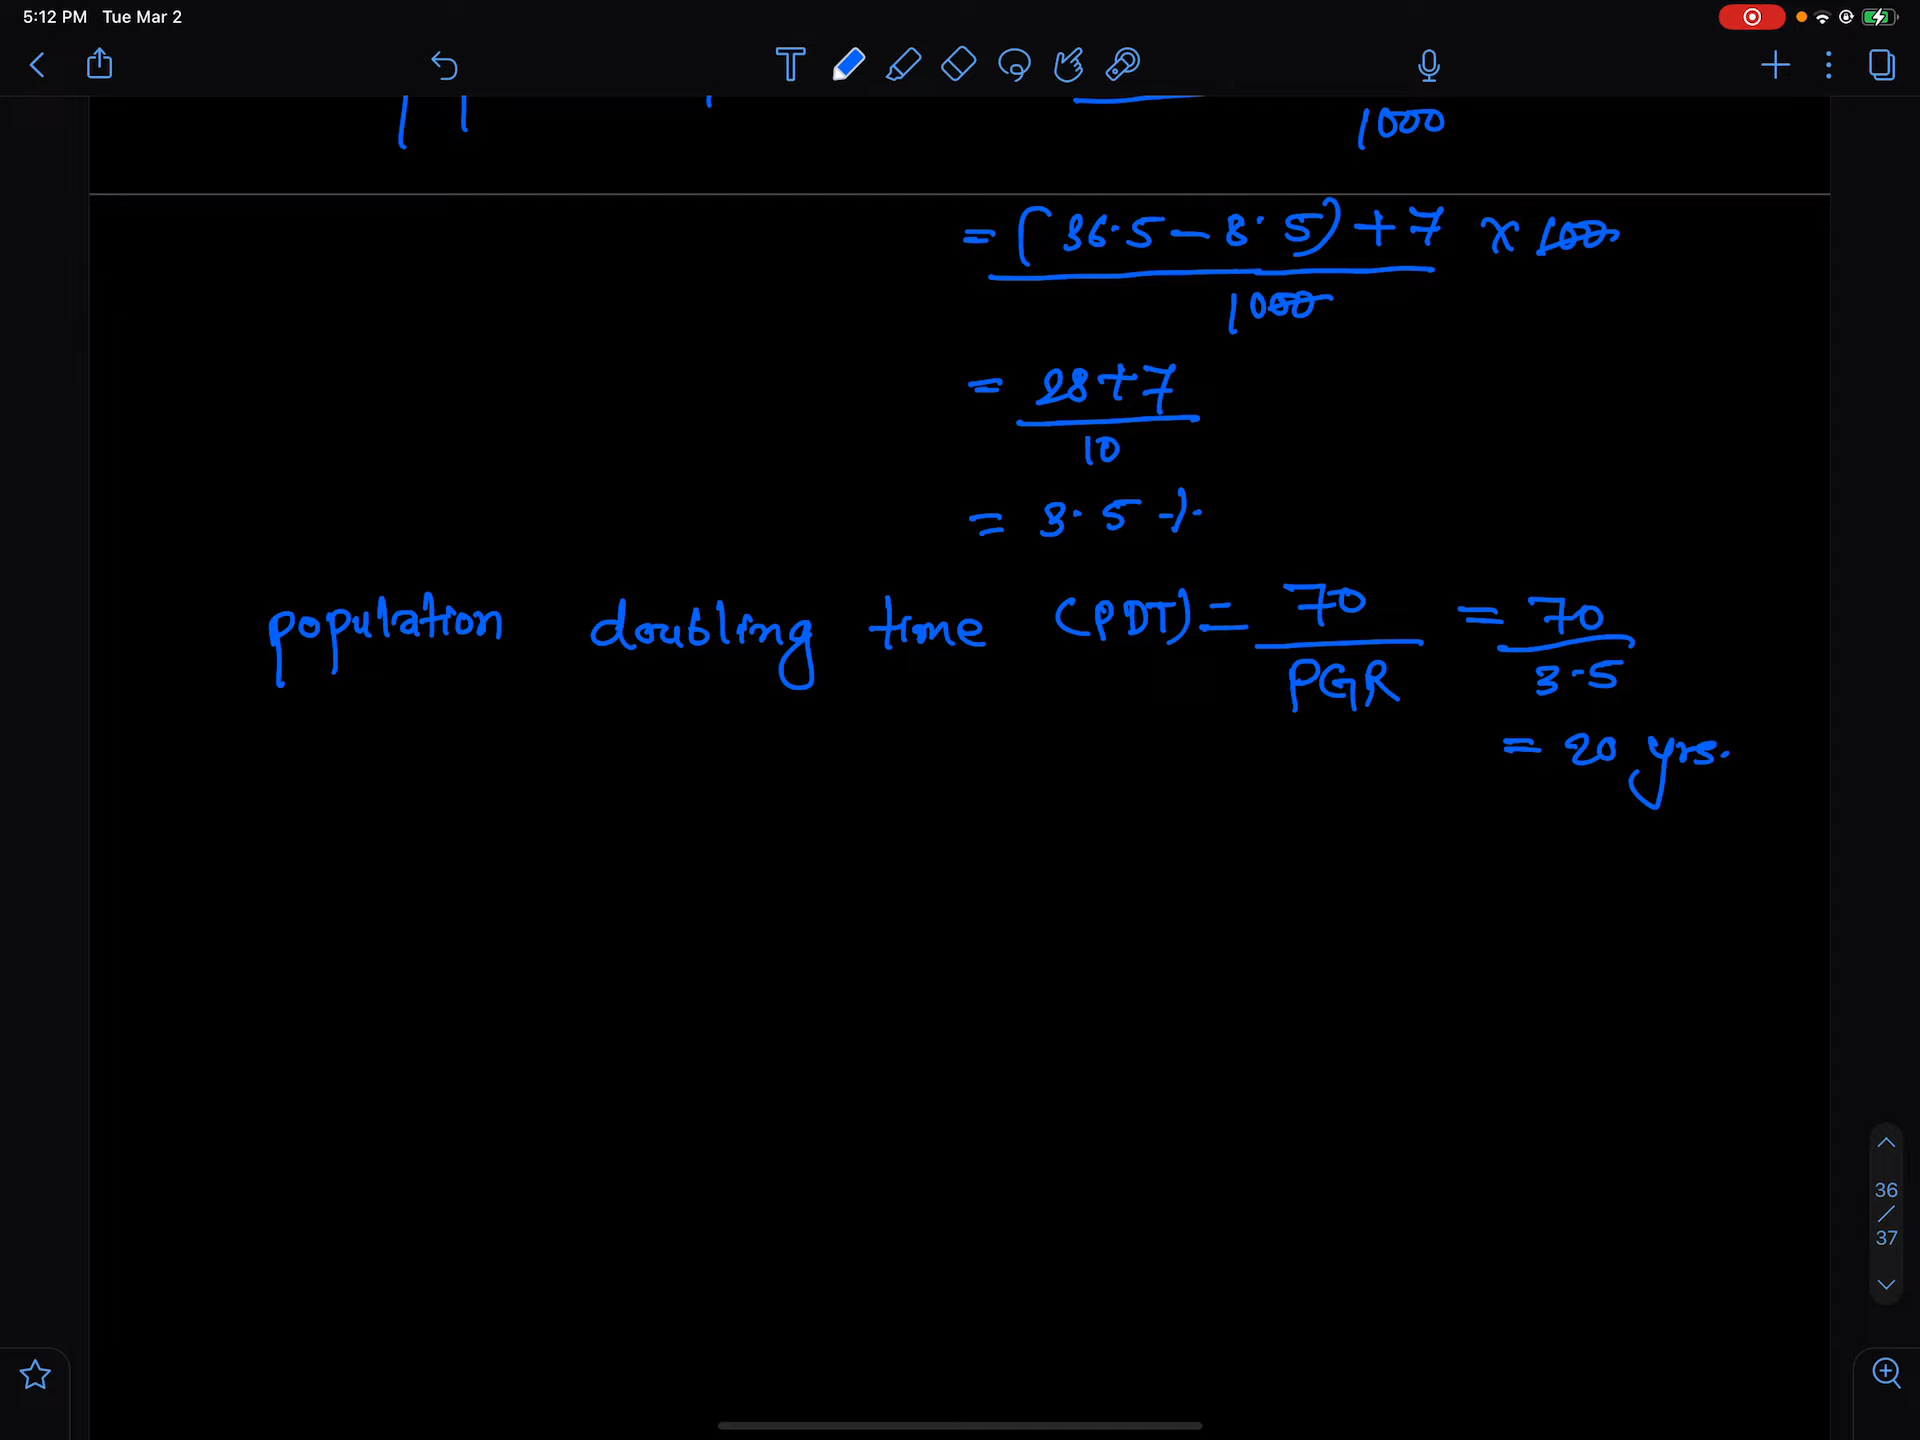 5:12 PM Tue Mar 2
1000
= (36.5 - 8.5) + 7 x 100
1000
= 28+7
10
= 3.5 %
population doubling time (PDT) = 70 = 70
PGR 3.5
= 20 yrs.
36
/
37